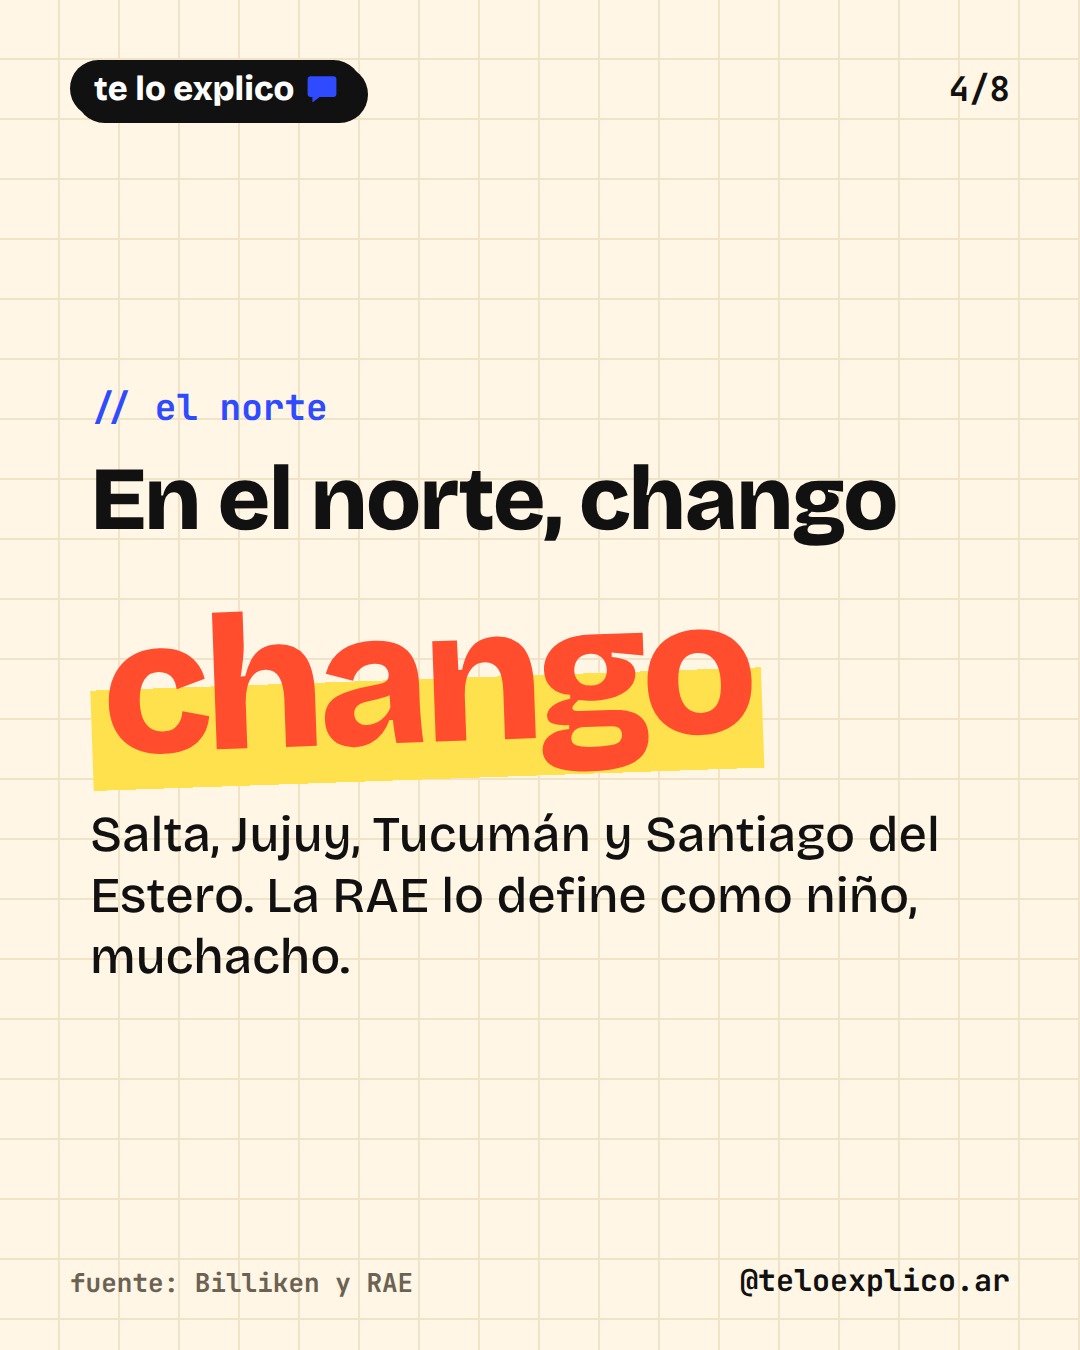 te lo explico
4/8
// el norte
En el norte, chango
chango
Salta, Jujuy, Tucumán y Santiago del
Estero. La RAE lo define como niño,
muchacho.
fuente: Billiken y RAE
@teloexplico.ar